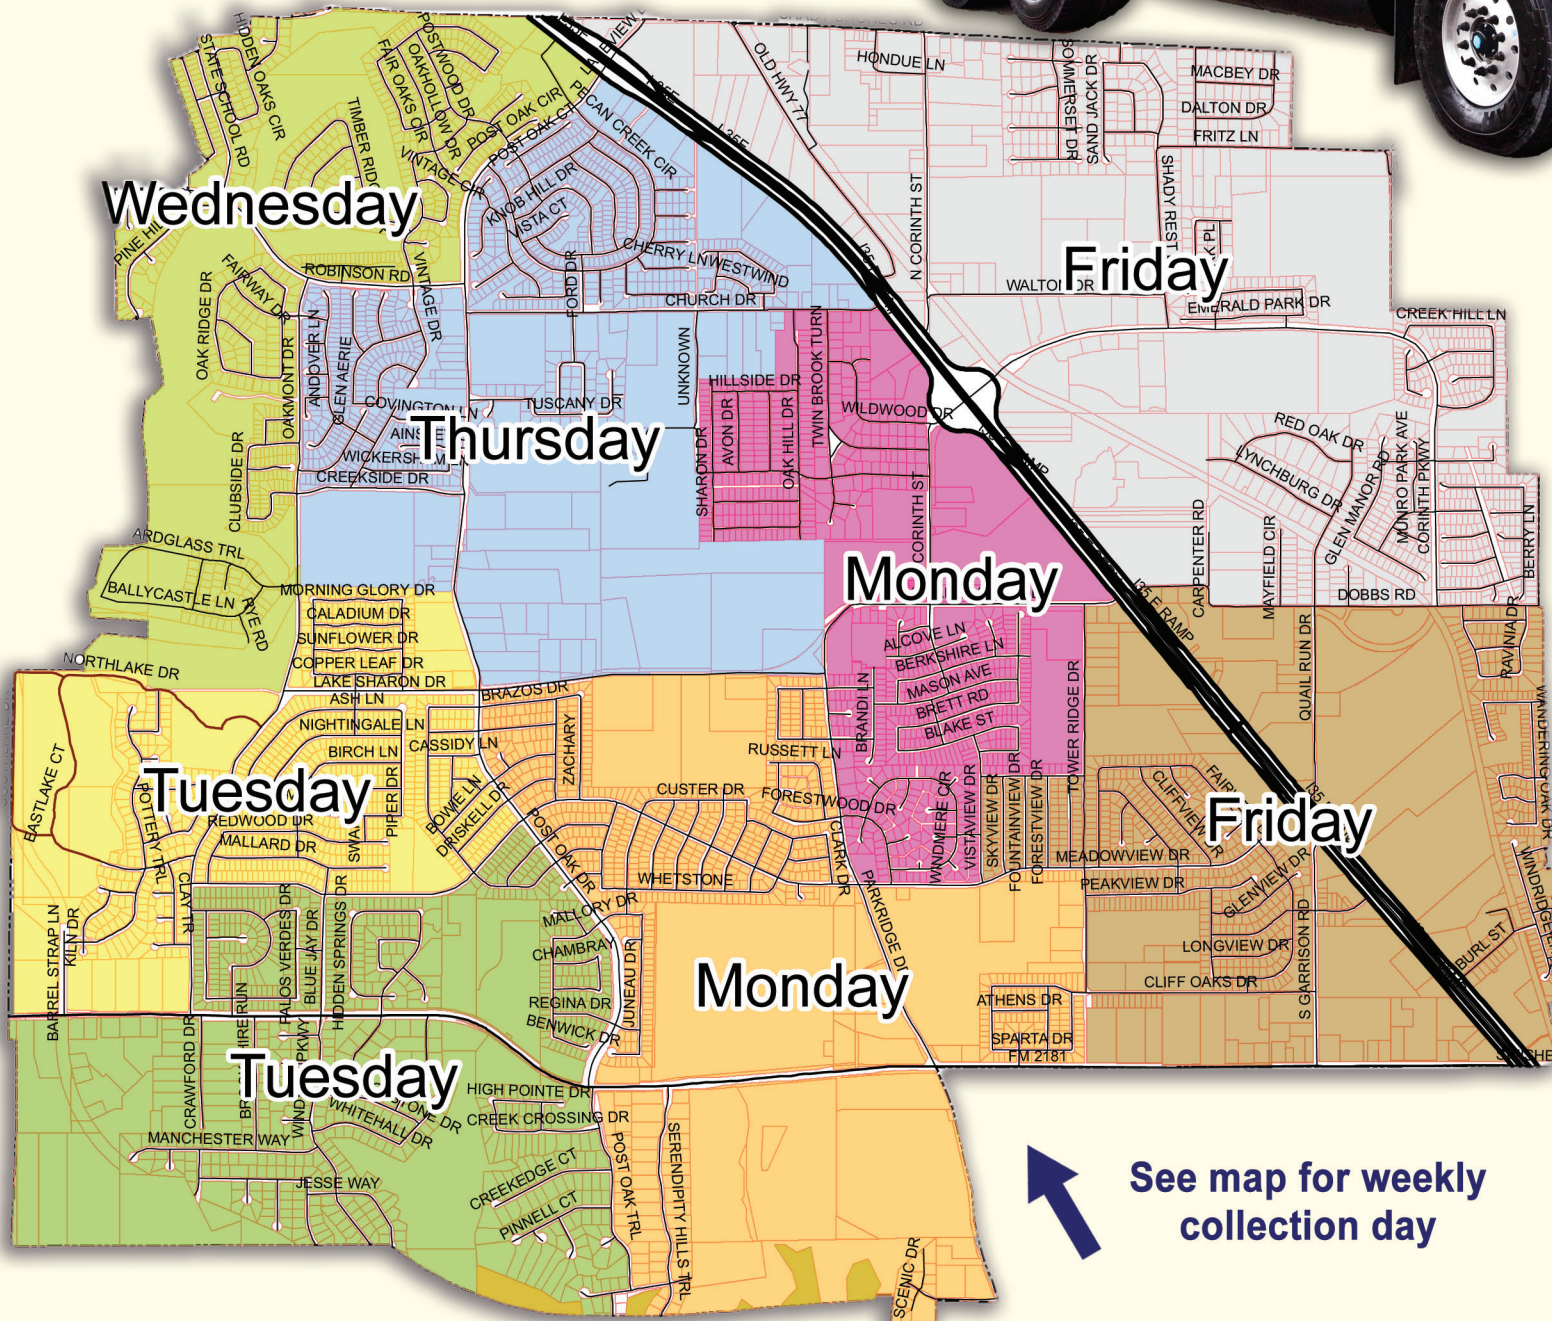 HIDDEN OAKS CIR
STATE SCHOOL RD
POSTWOOD DR
OAKHOLLOW DR
FAIR OAKS CIR
POST OAK CIR
POST OAK CT
VINTAGE CIR
PECAN CREEK CIR
I35E
I35E
OLD HWY 77
HONDUE LN
SOMMERSET DR
SAND JACK DR
MACBEY DR
DALTON DR
FRITZ LN
Wednesday
KNOB HILL DR
VISTA CT
N CORINTH ST
Friday
ROBINSON RD
VINTAGE DR
FORD DR
CHERRY LN
WESTWIND
CHURCH DR
EMERALD PARK DR
CREEK HILL LN
FAIRWAY DR
OAK RIDGE DR
OAKMONT DR
ANDOVER LN
GLEN AERIE
COVINGTON LN
UNKNOWN
TUSCANY DR
HILLSIDE DR
TWIN BROOK TURN
WILDWOOD DR
Thursday
CREEKSIDE DR
CLUBSIDE DR
SHARON DR
AVON DR
OAK HILL DR
CORINTH ST
RED OAK DR
LYNCHBURG DR
GLEN MANOR RD
MUNRO PARK AVE
CORINTH PKWY
BERRY LN
CARPENTER RD
MAYFIELD CIR
DOBBS RD
ARDGLASS TRL
BALLYCASTLE LN
RYE RD
Monday
I35 E RAMP
MORNING GLORY DR
CALADIUM DR
SUNFLOWER DR
COPPER LEAF DR
LAKE SHARON DR
ASH LN
BRAZOS DR
ALCOVE LN
BERKSHIRE LN
MASON AVE
BRETT RD
BLAKE ST
BRANDI LN
TOWER RIDGE DR
QUAIL RUN DR
RAVINIA DR
WANDERING OAK DR
NORTHLAKE DR
EASTLAKE CT
NIGHTINGALE LN
BIRCH LN
CASSIDY LN
ZACHARY
RUSSETT LN
Tuesday
POTTERY TRL
REDWOOD DR
MALLARD DR
PIPER DR
BOWIE LN
DRISKELL DR
POST OAK DR
CUSTER DR
FORESTWOOD DR
CLARK DR
WHETSTONE
WINDMERE CIR
VISTAVIEW DR
SKYVIEW DR
FOUNTAINVIEW DR
FORESTVIEW DR
CLIFFVIEW DR
Friday
MEADOWVIEW DR
PEAKVIEW DR
GLENVIEW DR
LONGVIEW DR
CLIFF OAKS DR
S GARRISON RD
BURL ST
BARREL STRAP LN
KILN DR
CLAY TR
PALOS VERDES DR
BLUE JAY DR
HIDDEN SPRINGS DR
MALLORY DR
CHAMBRAY
REGINA DR
BENWICK DR
JUNEAU DR
Monday
PARKRIDGE DR
ATHENS DR
SPARTA DR
FM 2181
Tuesday
CRAWFORD DR
WHITEHALL DR
MANCHESTER WAY
JESSE WAY
HIGH POINTE DR
CREEK CROSSING DR
CREEKEDGE CT
PINNELL CT
POST OAK TRL
SERENDIPITY HILLS TRL
SCENIC DR
See map for weekly
collection day